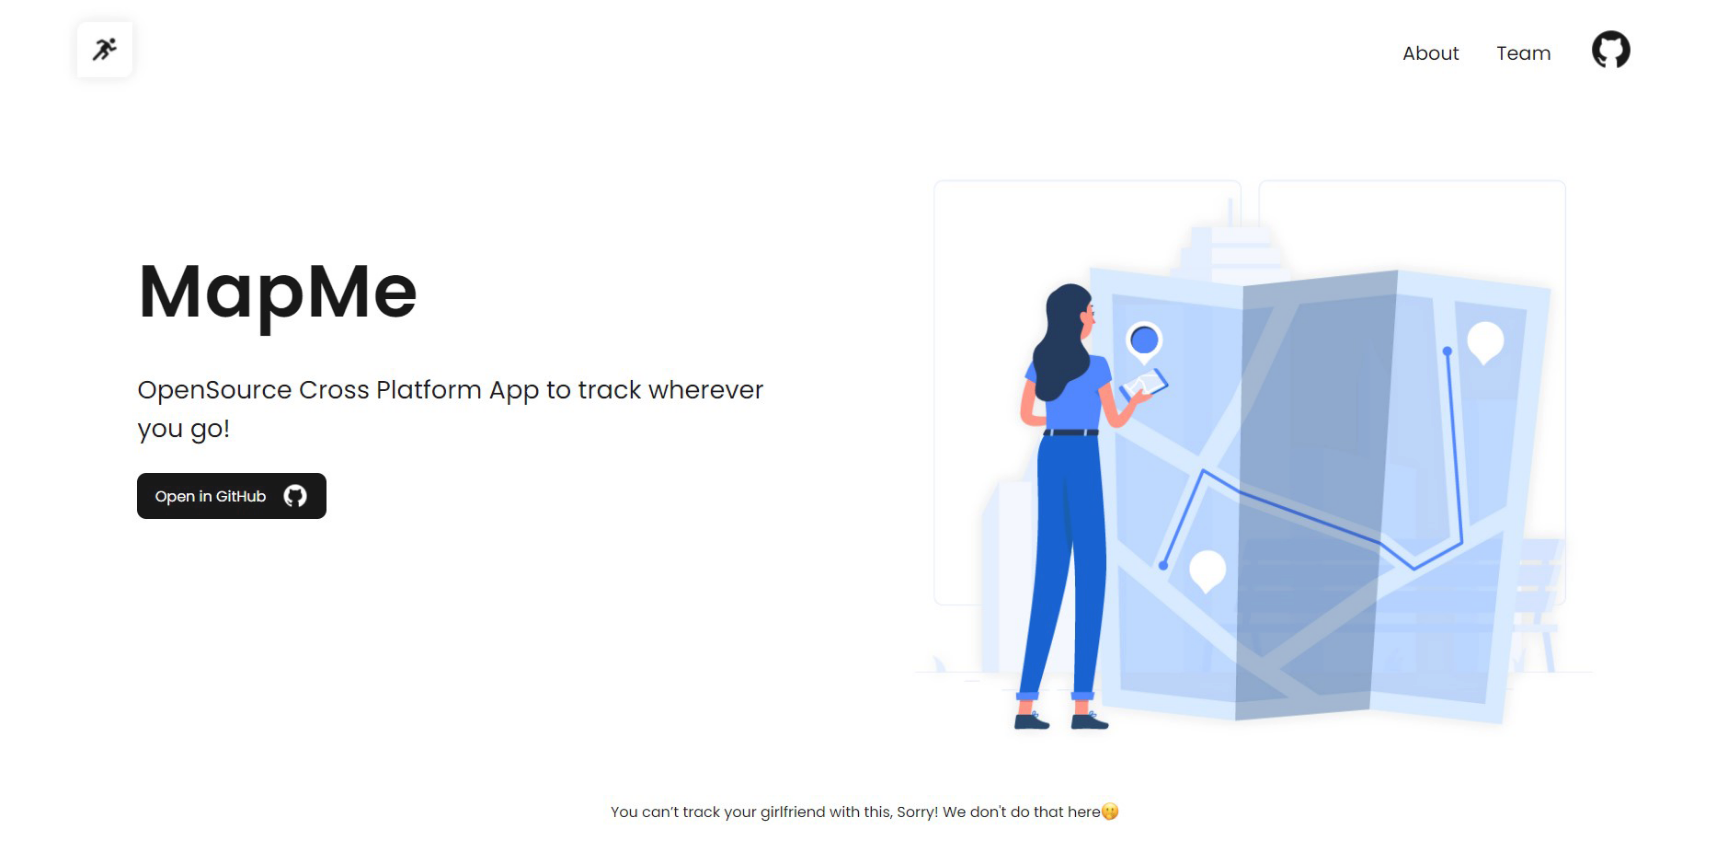 About
Team
MapMe
OpenSource Cross Platform App to track wherever
you go!
Open in GitHub
You can't track your girlfriend with this, Sorry! We don't do that here🤫